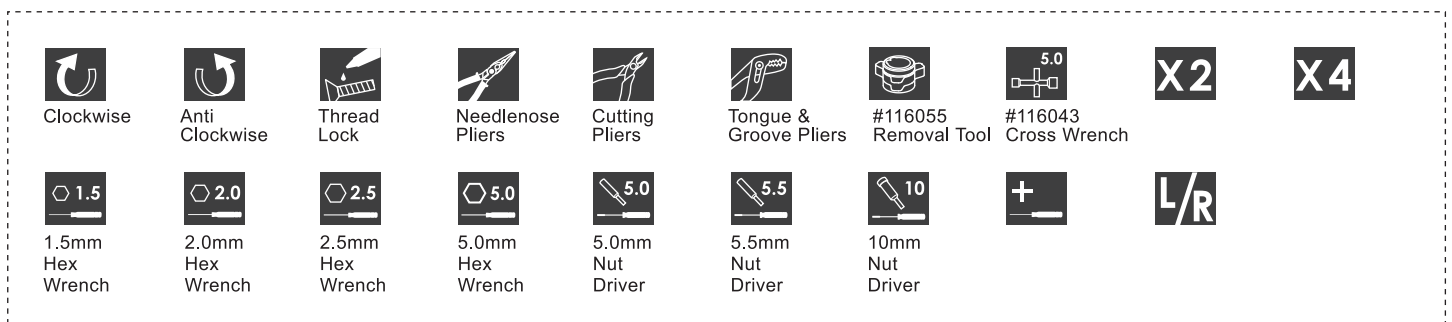 5.0
X2
X4
Clockwise
Anti
Clockwise
Thread
Lock
Needlenose
Pliers
Cutting
Pliers
Tongue &
Groove Pliers
#116055
Removal Tool
#116043
Cross Wrench
1.5
2.0
2.5
5.0
5.0
5.5
10
+
L/R
1.5mm
Hex
Wrench
2.0mm
Hex
Wrench
2.5mm
Hex
Wrench
5.0mm
Hex
Wrench
5.0mm
Nut
Driver
5.5mm
Nut
Driver
10mm
Nut
Driver